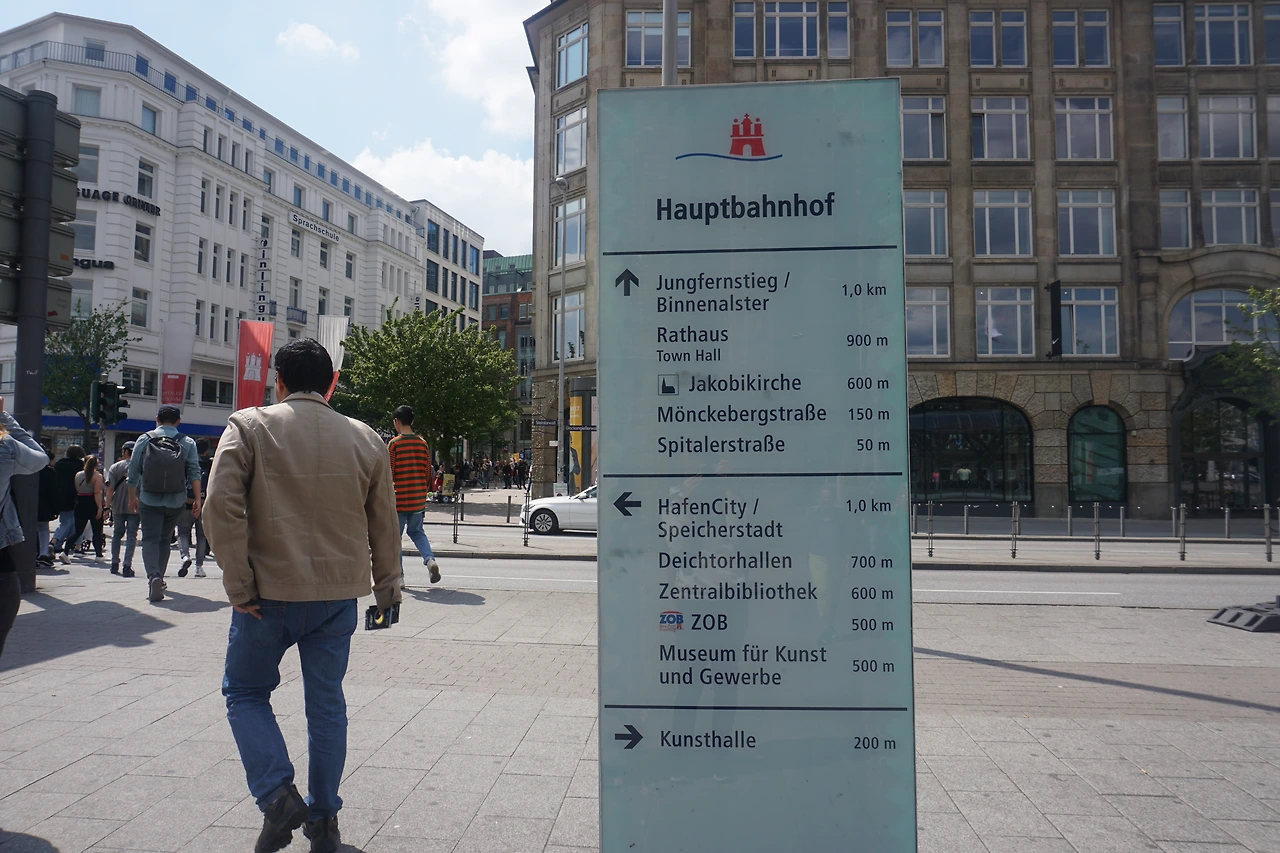 Sprachschule
Hauptbahnhof
Jungfernstieg / 1,0 km
Binnenalster
Rathaus 900 m
Town Hall
Jakobikirche 600 m
Mönckebergstraße 150 m
Spitalerstraße 50 m
HafenCity / 1,0 km
Speicherstadt
Deichtorhallen 700 m
Zentralbibliothek 600 m
ZOB ZOB 500 m
Museum für Kunst 500 m
und Gewerbe
Kunsthalle 200 m